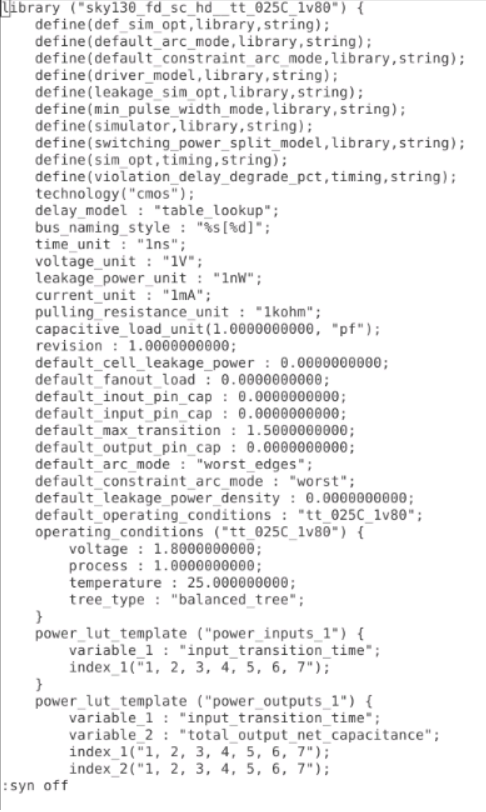 library ("sky130_fd_sc_hd__tt_025C_1v80") {
    define(def_sim_opt,library,string);
    define(default_arc_mode,library,string);
    define(default_constraint_arc_mode,library,string);
    define(driver_model,library,string);
    define(leakage_sim_opt,library,string);
    define(min_pulse_width_mode,library,string);
    define(simulator,library,string);
    define(switching_power_split_model,library,string);
    define(sim_opt,timing,string);
    define(violation_delay_degrade_pct,timing,string);
    technology("cmos");
    delay_model : "table_lookup";
    bus_naming_style : "%s[%d]";
    time_unit : "1ns";
    voltage_unit : "1V";
    leakage_power_unit : "1nW";
    current_unit : "1mA";
    pulling_resistance_unit : "1kohm";
    capacitive_load_unit(1.0000000000, "pf");
    revision : 1.0000000000;
    default_cell_leakage_power : 0.0000000000;
    default_fanout_load : 0.0000000000;
    default_inout_pin_cap : 0.0000000000;
    default_input_pin_cap : 0.0000000000;
    default_max_transition : 1.5000000000;
    default_output_pin_cap : 0.0000000000;
    default_arc_mode : "worst_edges";
    default_constraint_arc_mode : "worst";
    default_leakage_power_density : 0.0000000000;
    default_operating_conditions : "tt_025C_1v80";
    operating_conditions ("tt_025C_1v80") {
        voltage : 1.8000000000;
        process : 1.0000000000;
        temperature : 25.000000000;
        tree_type : "balanced_tree";
    }
    power_lut_template ("power_inputs_1") {
        variable_1 : "input_transition_time";
        index_1("1, 2, 3, 4, 5, 6, 7");
    }
    power_lut_template ("power_outputs_1") {
        variable_1 : "input_transition_time";
        variable_2 : "total_output_net_capacitance";
        index_1("1, 2, 3, 4, 5, 6, 7");
        index_2("1, 2, 3, 4, 5, 6, 7");
:syn off